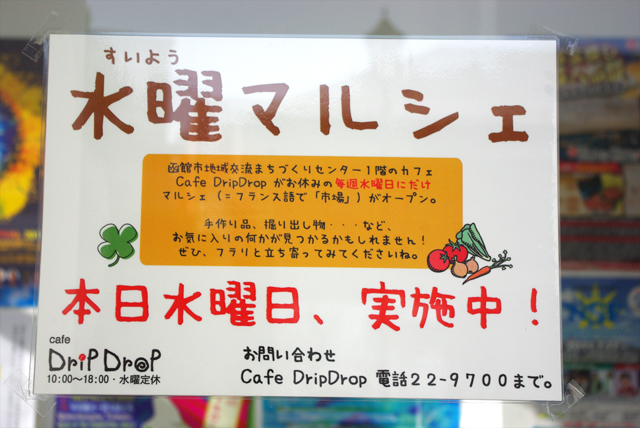 すいよう
水曜マルシェ
函館市地域交流まちづくりセンター1階のカフェ
Cafe DripDrop がお休みの毎週水曜日にだけ
マルシェ（=フランス語で「市場」）がオープン。
手作り品、掘り出し物・・・など、
お気に入りの何かが見つかるかもしれません！
ぜひ、フラリと立ち寄ってみてくださいね。
本日水曜日、実施中！
cafe
DRiP DROP
10:00〜18:00・水曜定休
お問い合わせ
Cafe DripDrop 電話22-9700まで。